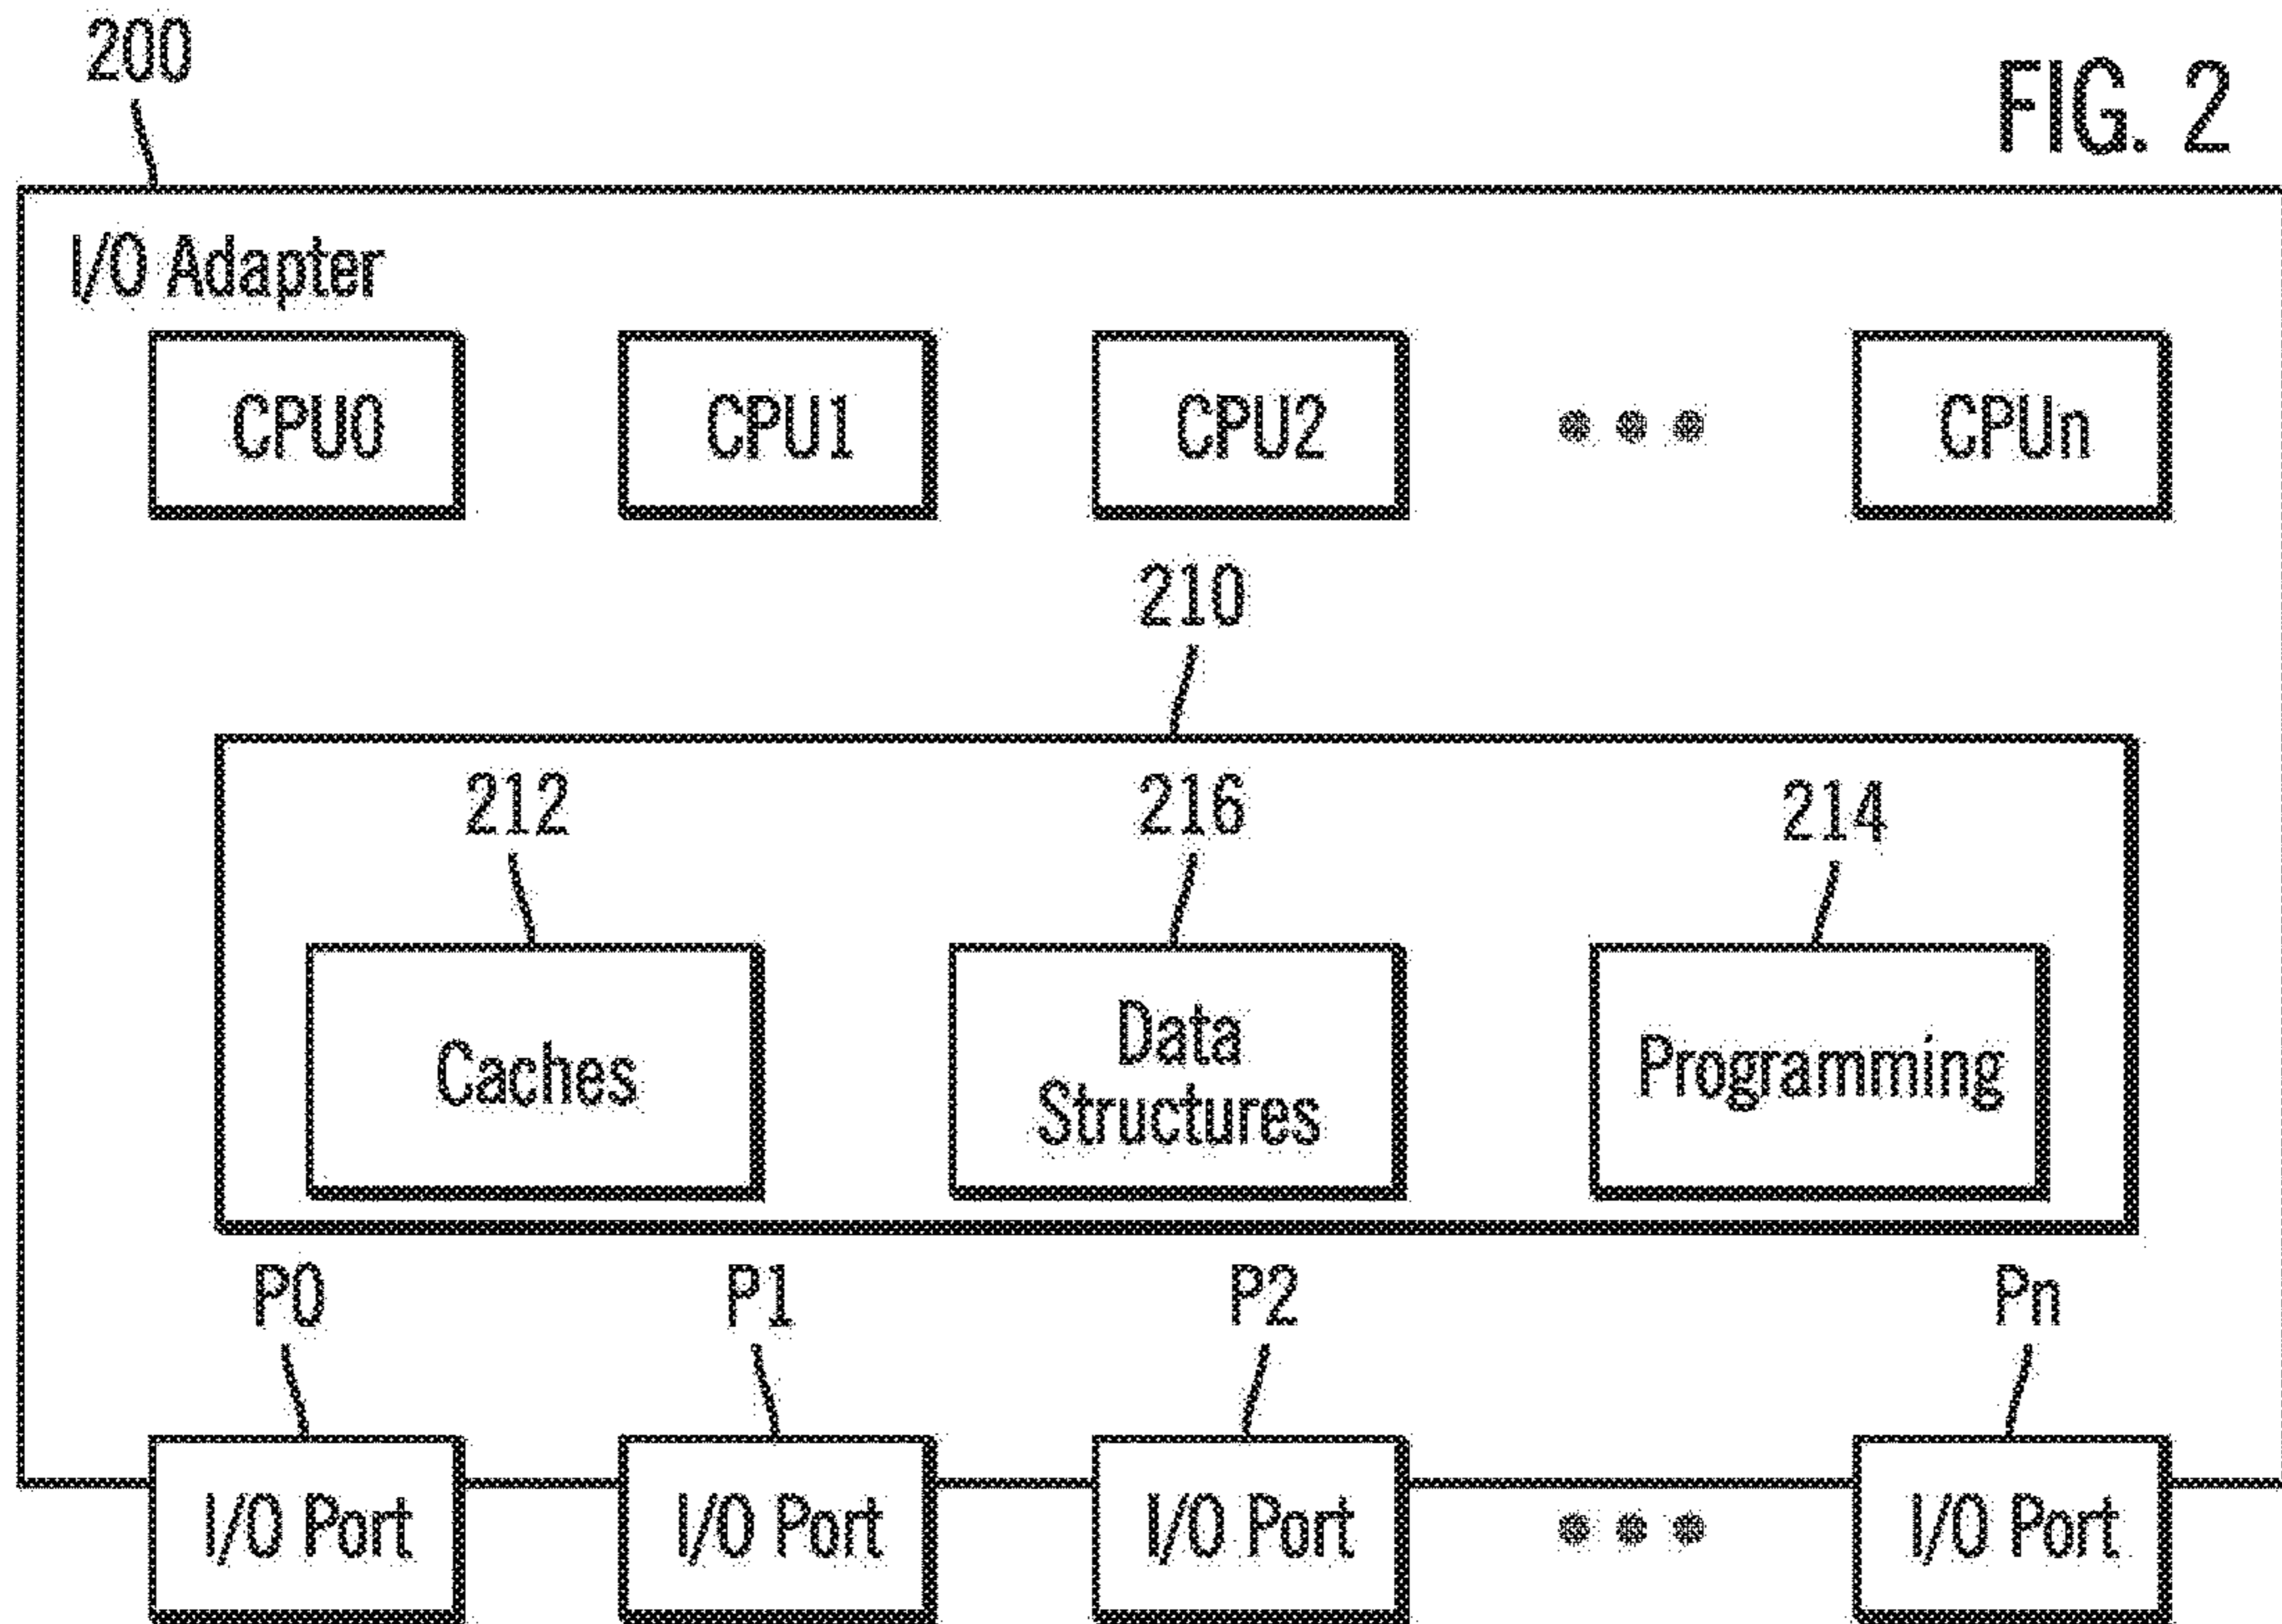 200
FIG. 2
I/O Adapter
CPU0 CPU1 CPU2 ••• CPUn
210
212 216 214
Caches
Data
Structures
Programming
P0 P1 P2 Pn
I/O Port I/O Port I/O Port ••• I/O Port